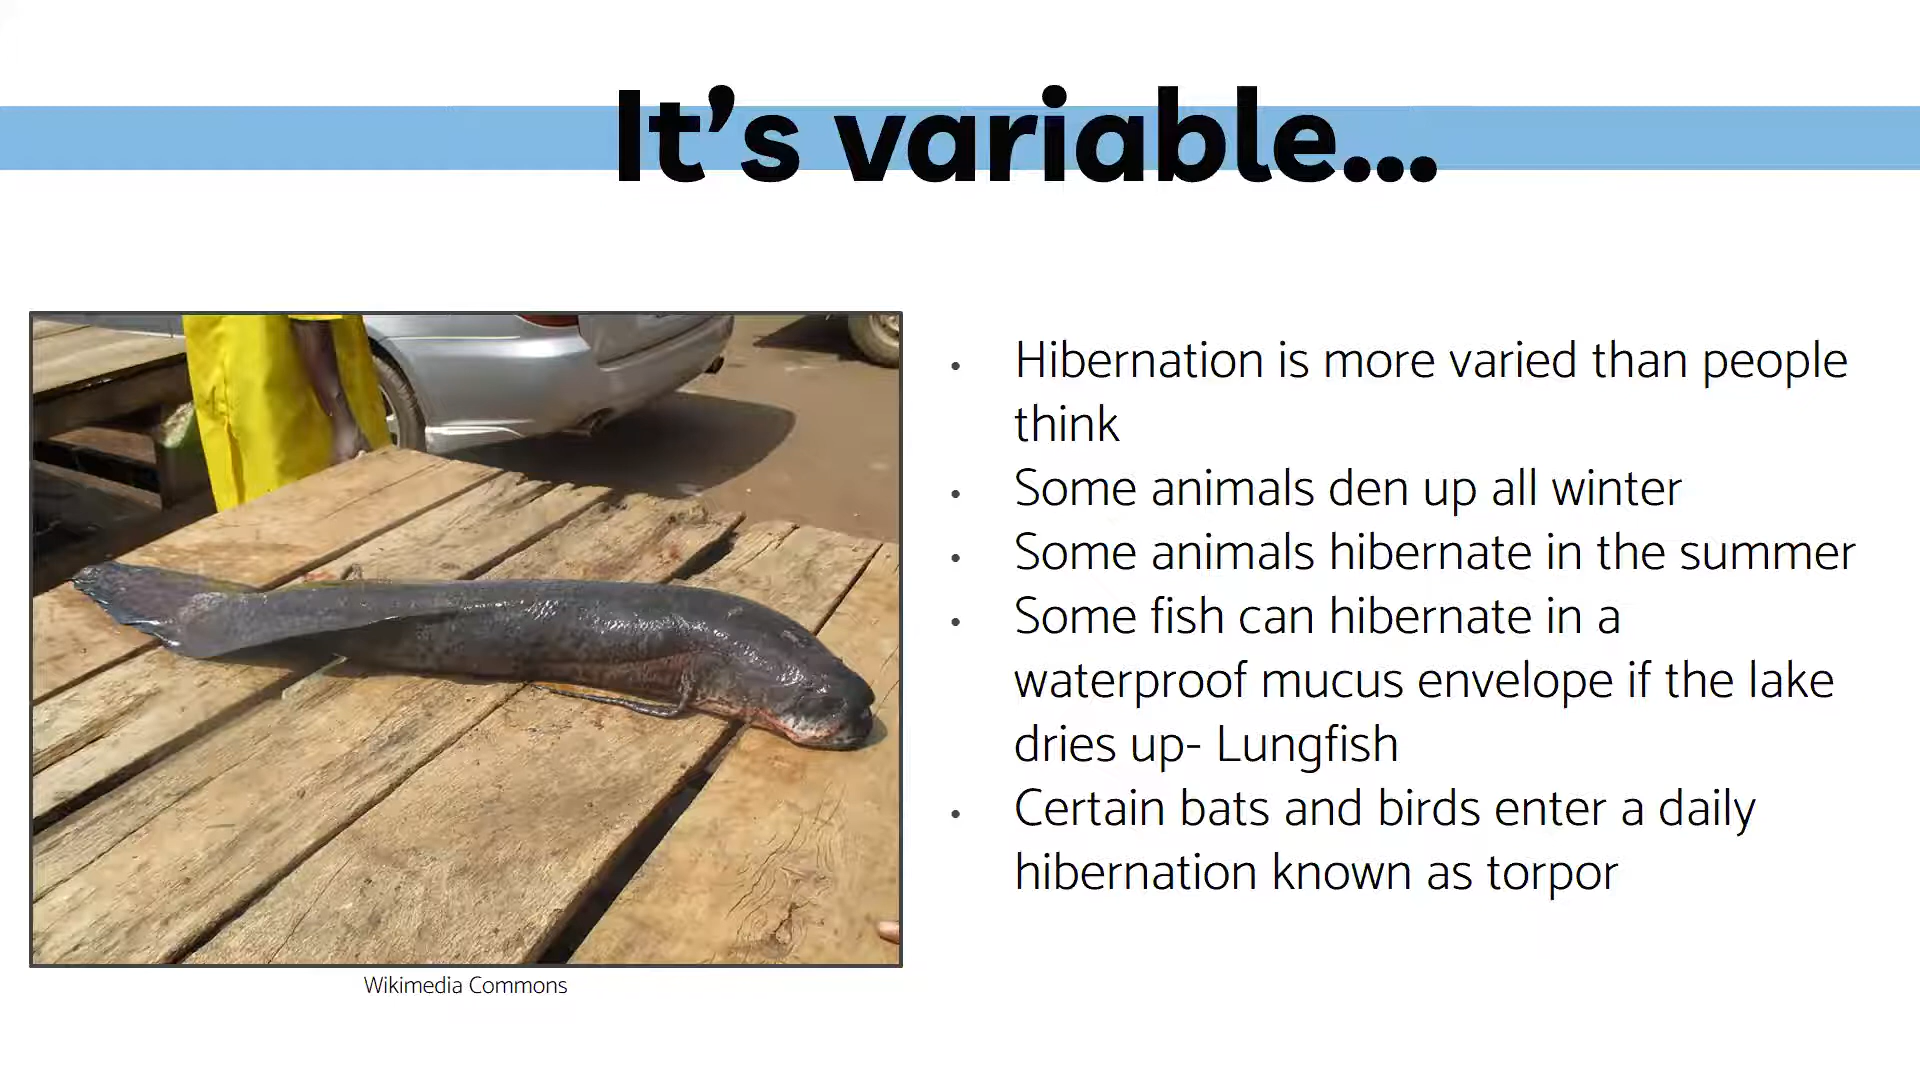 It's variable...
Hibernation is more varied than people
think
Some animals den up all winter
Some animals hibernate in the summer
Some fish can hibernate in a
waterproof mucus envelope if the lake
dries up- Lungfish
Certain bats and birds enter a daily
hibernation known as torpor
Wikimedia Commons